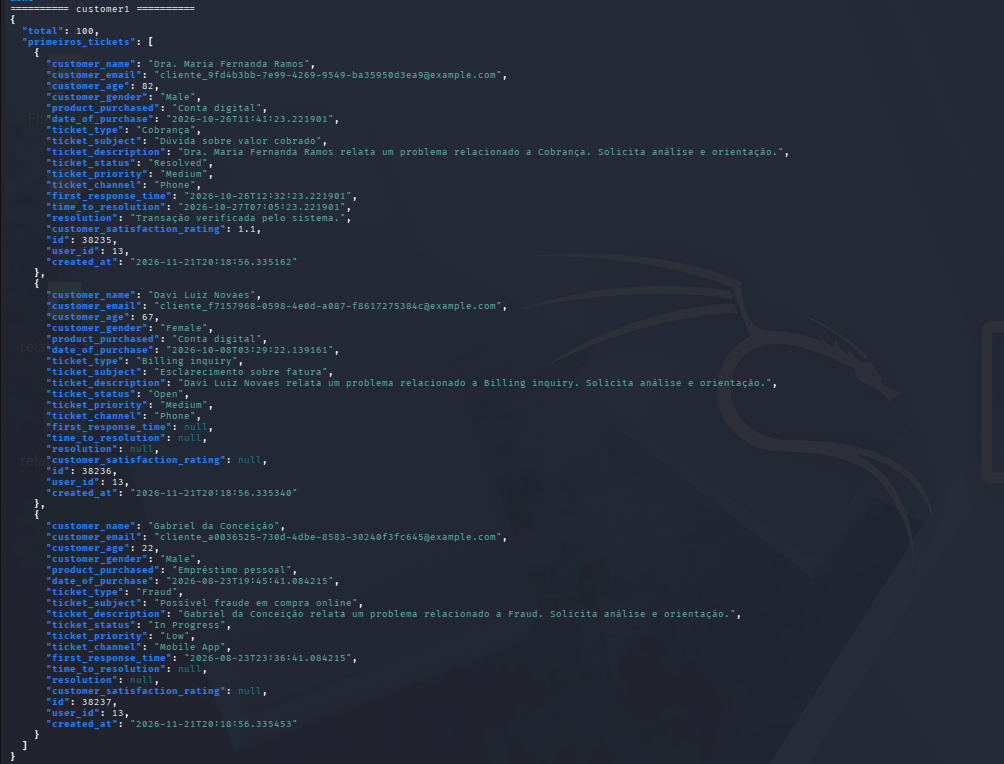 ========== customer1 ==========
{
"total": 100,
"primeiros_tickets": [
{
"customer_name": "Dra. Maria Fernanda Ramos",
"customer_email": "cliente_9fd4b3bb-7e99-4269-9549-ba35950d3ea9@example.com",
"customer_age": 82,
"customer_gender": "Male",
"product_purchased": "Conta digital",
"date_of_purchase": "2026-10-26T11:41:23.221901",
"ticket_type": "Cobrança",
"ticket_subject": "Dúvida sobre valor cobrado",
"ticket_description": "Dra. Maria Fernanda Ramos relata um problema relacionado a Cobrança. Solicita análise e orientação.",
"ticket_status": "Resolved",
"ticket_priority": "Medium",
"ticket_channel": "Phone",
"first_response_time": "2026-10-26T12:32:23.221901",
"time_to_resolution": "2026-10-27T07:05:23.221901",
"resolution": "Transação verificada pelo sistema.",
"customer_satisfaction_rating": 1.1,
"id": 38235,
"user_id": 13,
"created_at": "2026-11-21T20:18:56.335162"
},
{
"customer_name": "Davi Luiz Novaes",
"customer_email": "cliente_f7157968-0598-4e0d-a087-f8617275384c@example.com",
"customer_age": 67,
"customer_gender": "Female",
"product_purchased": "Conta digital",
"date_of_purchase": "2026-10-08T03:29:22.139161",
"ticket_type": "Billing inquiry",
"ticket_subject": "Esclarecimento sobre fatura",
"ticket_description": "Davi Luiz Novaes relata um problema relacionado a Billing inquiry. Solicita análise e orientação.",
"ticket_status": "Open",
"ticket_priority": "Medium",
"ticket_channel": "Phone",
"first_response_time": null,
"time_to_resolution": null,
"resolution": null,
"customer_satisfaction_rating": null,
"id": 38236,
"user_id": 13,
"created_at": "2026-11-21T20:18:56.335340"
},
{
"customer_name": "Gabriel da Conceição",
"customer_email": "cliente_a0036525-730d-4dbe-8583-30240f3fc645@example.com",
"customer_age": 22,
"customer_gender": "Male",
"product_purchased": "Empréstimo pessoal",
"date_of_purchase": "2026-08-23T19:45:41.084215",
"ticket_type": "Fraud",
"ticket_subject": "Possível fraude em compra online",
"ticket_description": "Gabriel da Conceição relata um problema relacionado a Fraud. Solicita análise e orientação.",
"ticket_status": "In Progress",
"ticket_priority": "Low",
"ticket_channel": "Mobile App",
"first_response_time": "2026-08-23T23:36:41.084215",
"time_to_resolution": null,
"resolution": null,
"customer_satisfaction_rating": null,
"id": 38237,
"user_id": 13,
"created_at": "2026-11-21T20:18:56.335453"
}
]
}